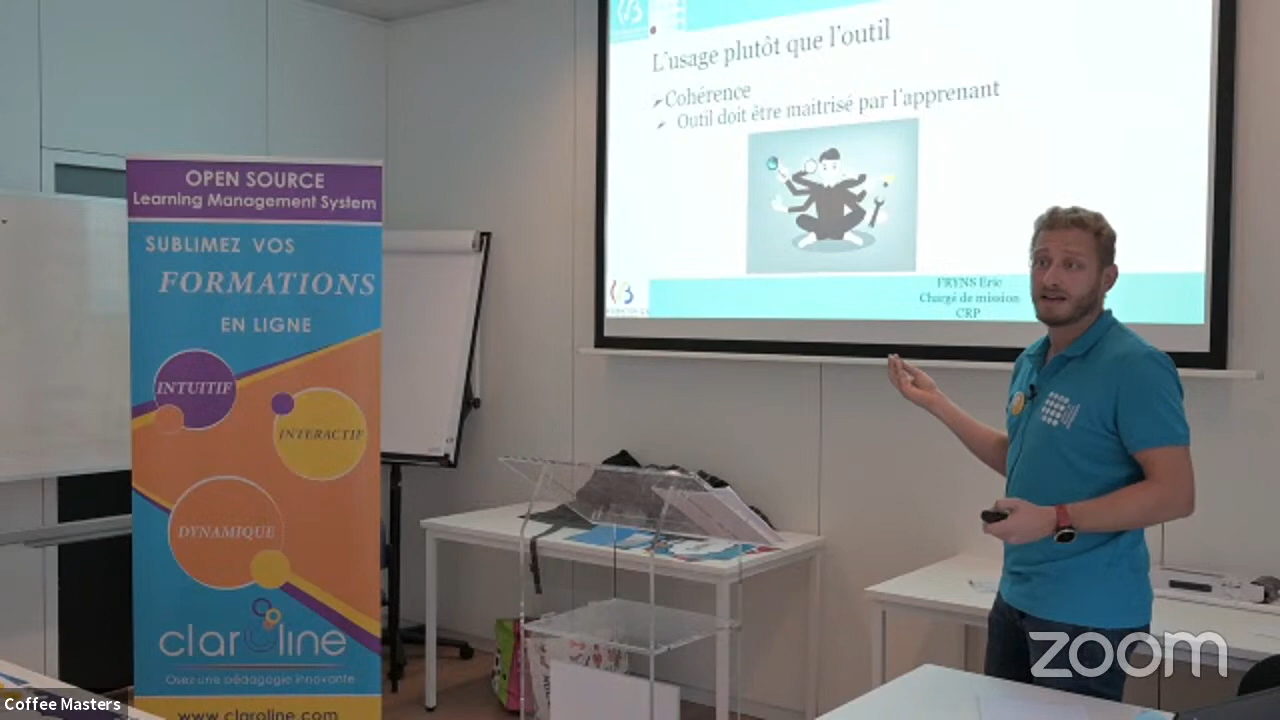 L'usage plutôt que l'outil
➢Cohérence
➢ Outil doit être maitrisé par l'apprenant
FRYNS Eric
Chargé de mission
CRP
OPEN SOURCE
Learning Management System
SUBLIMEZ VOS
FORMATIONS
EN LIGNE
INTUITIF
INTERACTIF
DYNAMIQUE
claroline
Osez une pédagogie innovante
www.claroline.com
zoom
Coffee Masters